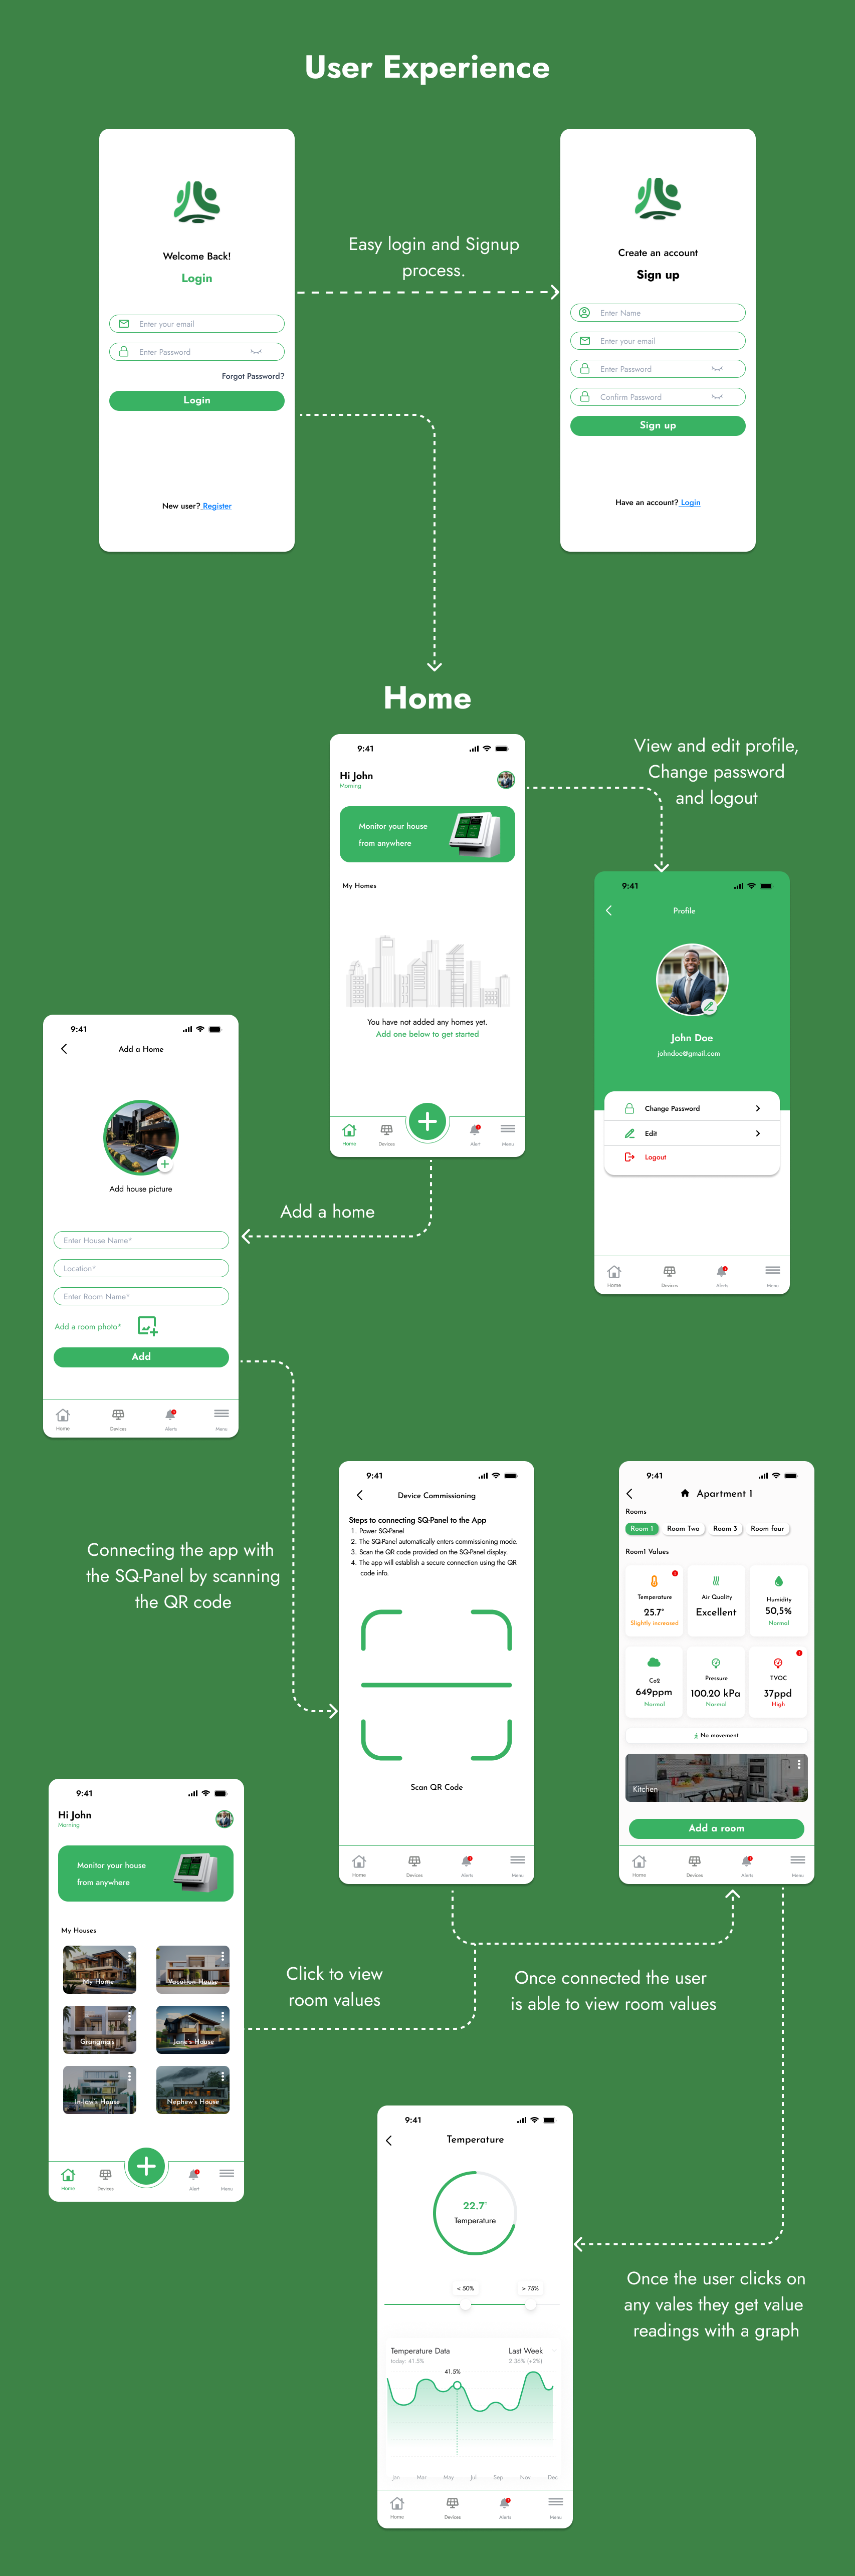 User Experience
Welcome Back!
Login
Enter your email
Enter Password
Forgot Password?
Login
New user? Register
Easy login and Signup
process.
Create an account
Sign up
Enter Name
Enter your email
Enter Password
Confirm Password
Sign up
Have an account? Login
Home
9:41
Hi John
Morning
Monitor your house
from anywhere
My Homes
You have not added any homes yet.
Add one below to get started
Home Devices Alert Menu
View and edit profile,
Change password
and logout
9:41
Profile
John Doe
johndoe@gmail.com
Change Password
Edit
Logout
Home Devices Alerts Menu
Add a home
9:41
Add a Home
Add house picture
Enter House Name*
Location*
Enter Room Name*
Add a room photo*
Add
Home Devices Alerts Menu
Connecting the app with
the SQ-Panel by scanning
the QR code
9:41
Device Commissioning
Steps to connecting SQ-Panel to the App
1. Power SQ-Panel
2. The SQ-Panel automatically enters commissioning mode.
3. Scan the QR code provided on the SQ-Panel display.
4. The app will establish a secure connection using the QR
code info.
Scan QR Code
Home Devices Alerts Menu
9:41
Apartment 1
Rooms
Room 1 Room Two Room 3 Room four
Room1 Values
Temperature
25.7°
Slightly increased
Air Quality
Excellent
Humidity
50,5%
Normal
Co2
649ppm
Normal
Pressure
100.20 kPa
Normal
TVOC
37ppd
High
No movement
Kitchen
Add a room
Home Devices Alerts Menu
9:41
Hi John
Morning
Monitor your house
from anywhere
My Houses
My Home
Vacation House
Grangma's
Jane's House
In-law's House
Nephew's House
Home Devices Alert Menu
Click to view
room values
Once connected the user
is able to view room values
9:41
Temperature
22.7°
Temperature
< 50%
> 75%
Temperature Data
today: 41.5%
Last Week
2.36% (+2%)
41.5%
Jan Mar May Jul Sep Nov Dec
Home Devices Alerts Menu
Once the user clicks on
any vales they get value
readings with a graph